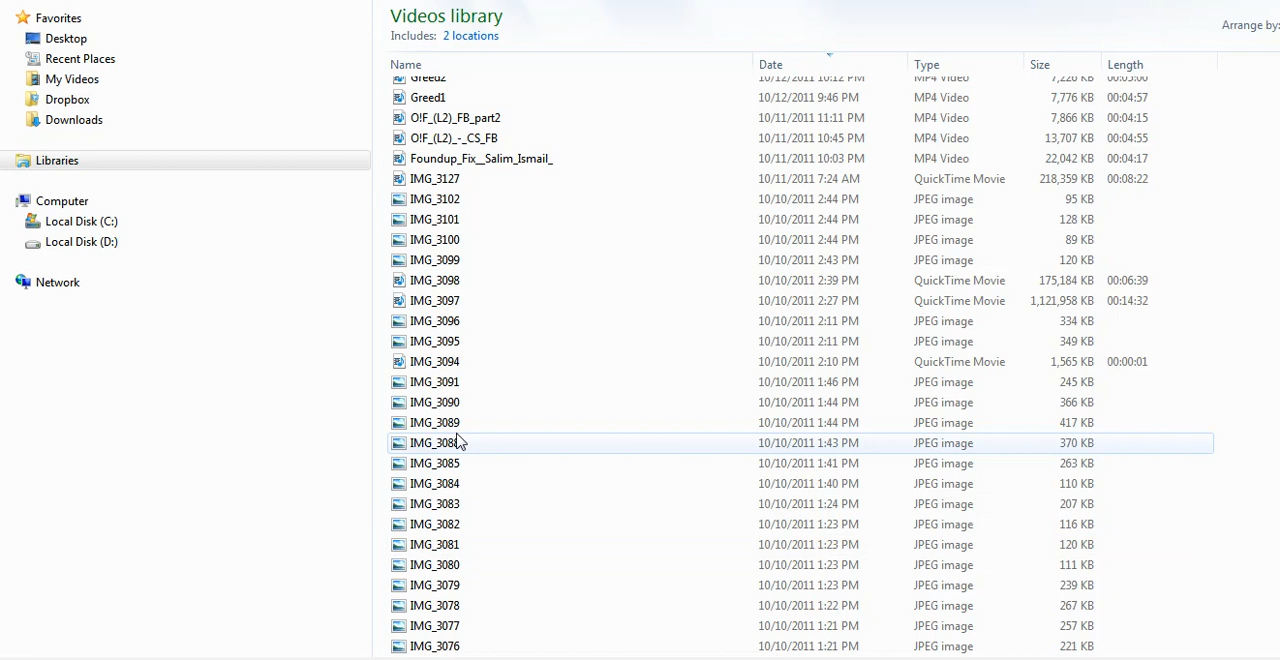 Favorites
Desktop
Recent Places
My Videos
Dropbox
Downloads
Libraries
Computer
Local Disk (C:)
Local Disk (D:)
Network
Videos library
Includes: 2 locations
Arrange by:
Name Date Type Size Length
Greed2 10/12/2011 10:12 PM MP4 Video 7,226 KB 00:05:00
Greed1 10/12/2011 9:46 PM MP4 Video 7,776 KB 00:04:57
O!F_(L2)_FB_part2 10/11/2011 11:11 PM MP4 Video 7,866 KB 00:04:15
O!F_(L2)_-_CS_FB 10/11/2011 10:45 PM MP4 Video 13,707 KB 00:04:55
Foundup_Fix__Salim_Ismail_ 10/11/2011 10:03 PM MP4 Video 22,042 KB 00:04:17
IMG_3127 10/11/2011 7:24 AM QuickTime Movie 218,359 KB 00:08:22
IMG_3102 10/10/2011 2:44 PM JPEG image 95 KB
IMG_3101 10/10/2011 2:44 PM JPEG image 128 KB
IMG_3100 10/10/2011 2:44 PM JPEG image 89 KB
IMG_3099 10/10/2011 2:43 PM JPEG image 120 KB
IMG_3098 10/10/2011 2:39 PM QuickTime Movie 175,184 KB 00:06:39
IMG_3097 10/10/2011 2:27 PM QuickTime Movie 1,121,958 KB 00:14:32
IMG_3096 10/10/2011 2:11 PM JPEG image 334 KB
IMG_3095 10/10/2011 2:11 PM JPEG image 349 KB
IMG_3094 10/10/2011 2:10 PM QuickTime Movie 1,565 KB 00:00:01
IMG_3091 10/10/2011 1:46 PM JPEG image 245 KB
IMG_3090 10/10/2011 1:44 PM JPEG image 366 KB
IMG_3089 10/10/2011 1:44 PM JPEG image 417 KB
10/10/2011 1:43 PM JPEG image 370 KB
IMG_3085 10/10/2011 1:41 PM JPEG image 263 KB
IMG_3084 10/10/2011 1:40 PM JPEG image 110 KB
IMG_3083 10/10/2011 1:24 PM JPEG image 207 KB
IMG_3082 10/10/2011 1:23 PM JPEG image 116 KB
IMG_3081 10/10/2011 1:23 PM JPEG image 120 KB
IMG_3080 10/10/2011 1:23 PM JPEG image 111 KB
IMG_3079 10/10/2011 1:23 PM JPEG image 239 KB
IMG_3078 10/10/2011 1:22 PM JPEG image 267 KB
IMG_3077 10/10/2011 1:21 PM JPEG image 257 KB
IMG_3076 10/10/2011 1:21 PM JPEG image 221 KB